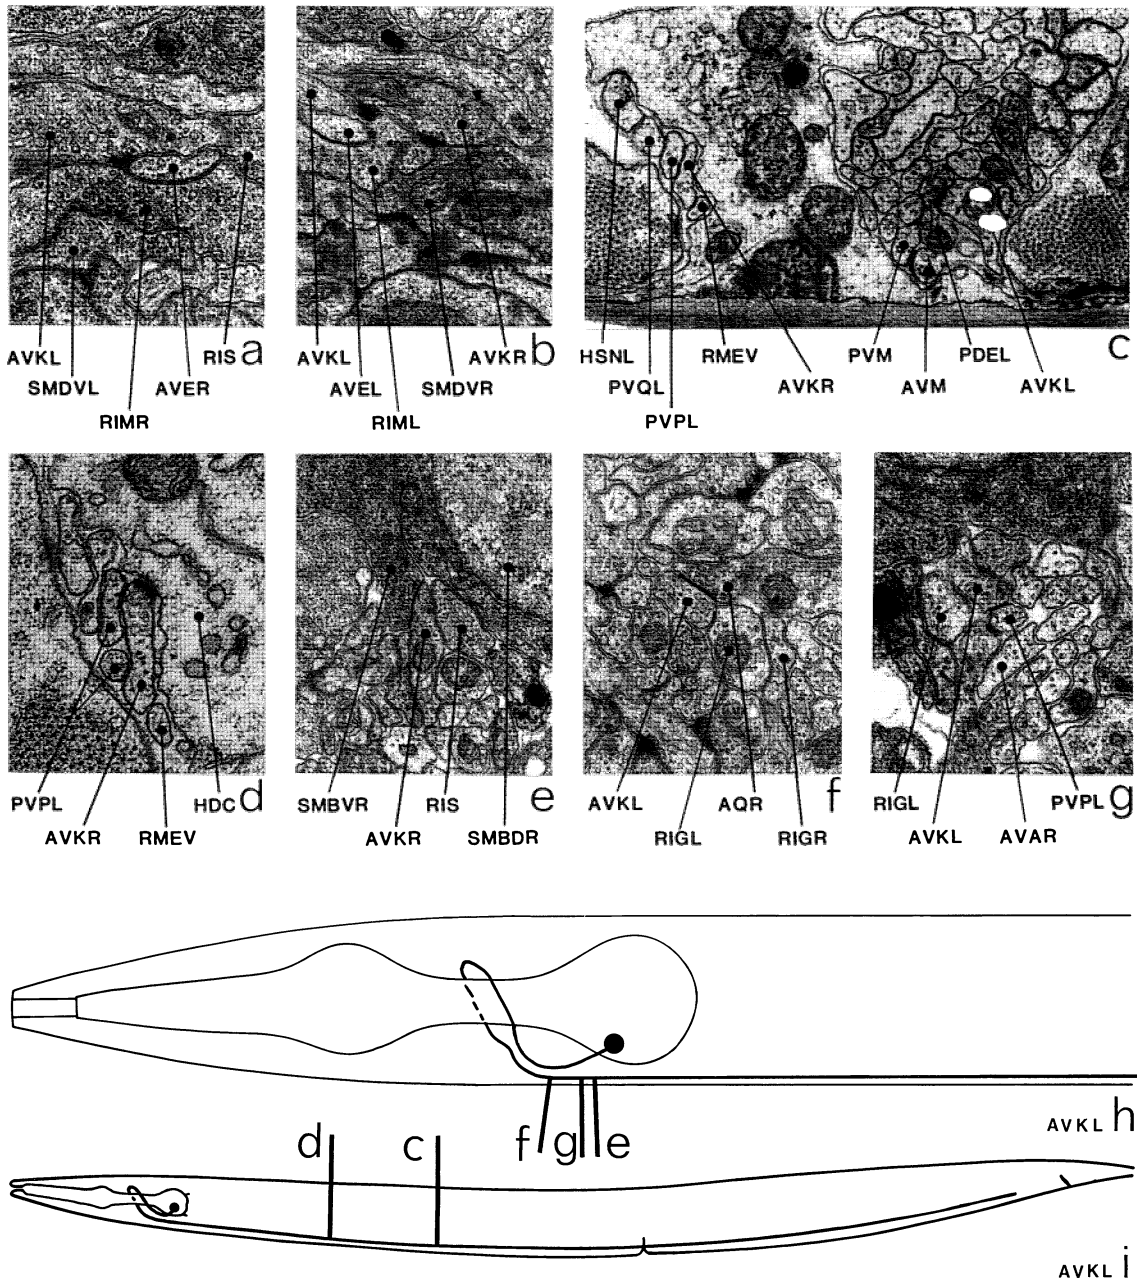 AVKL RIS a
SMDVL AVER
RIMR
AVKL AVKR b
AVEL SMDVR
RIML
HSNL RMEV PVM PDEL c
PVQL AVKR AVM AVKL
PVPL
PVPL HDC d
AVKR RMEV
SMBVR RIS e
AVKR SMBDR
AVKL AQR f
RIGL RIGR
RIGL PVPL g
AVKL AVAR
f g e
AVKL h
d c
AVKL i